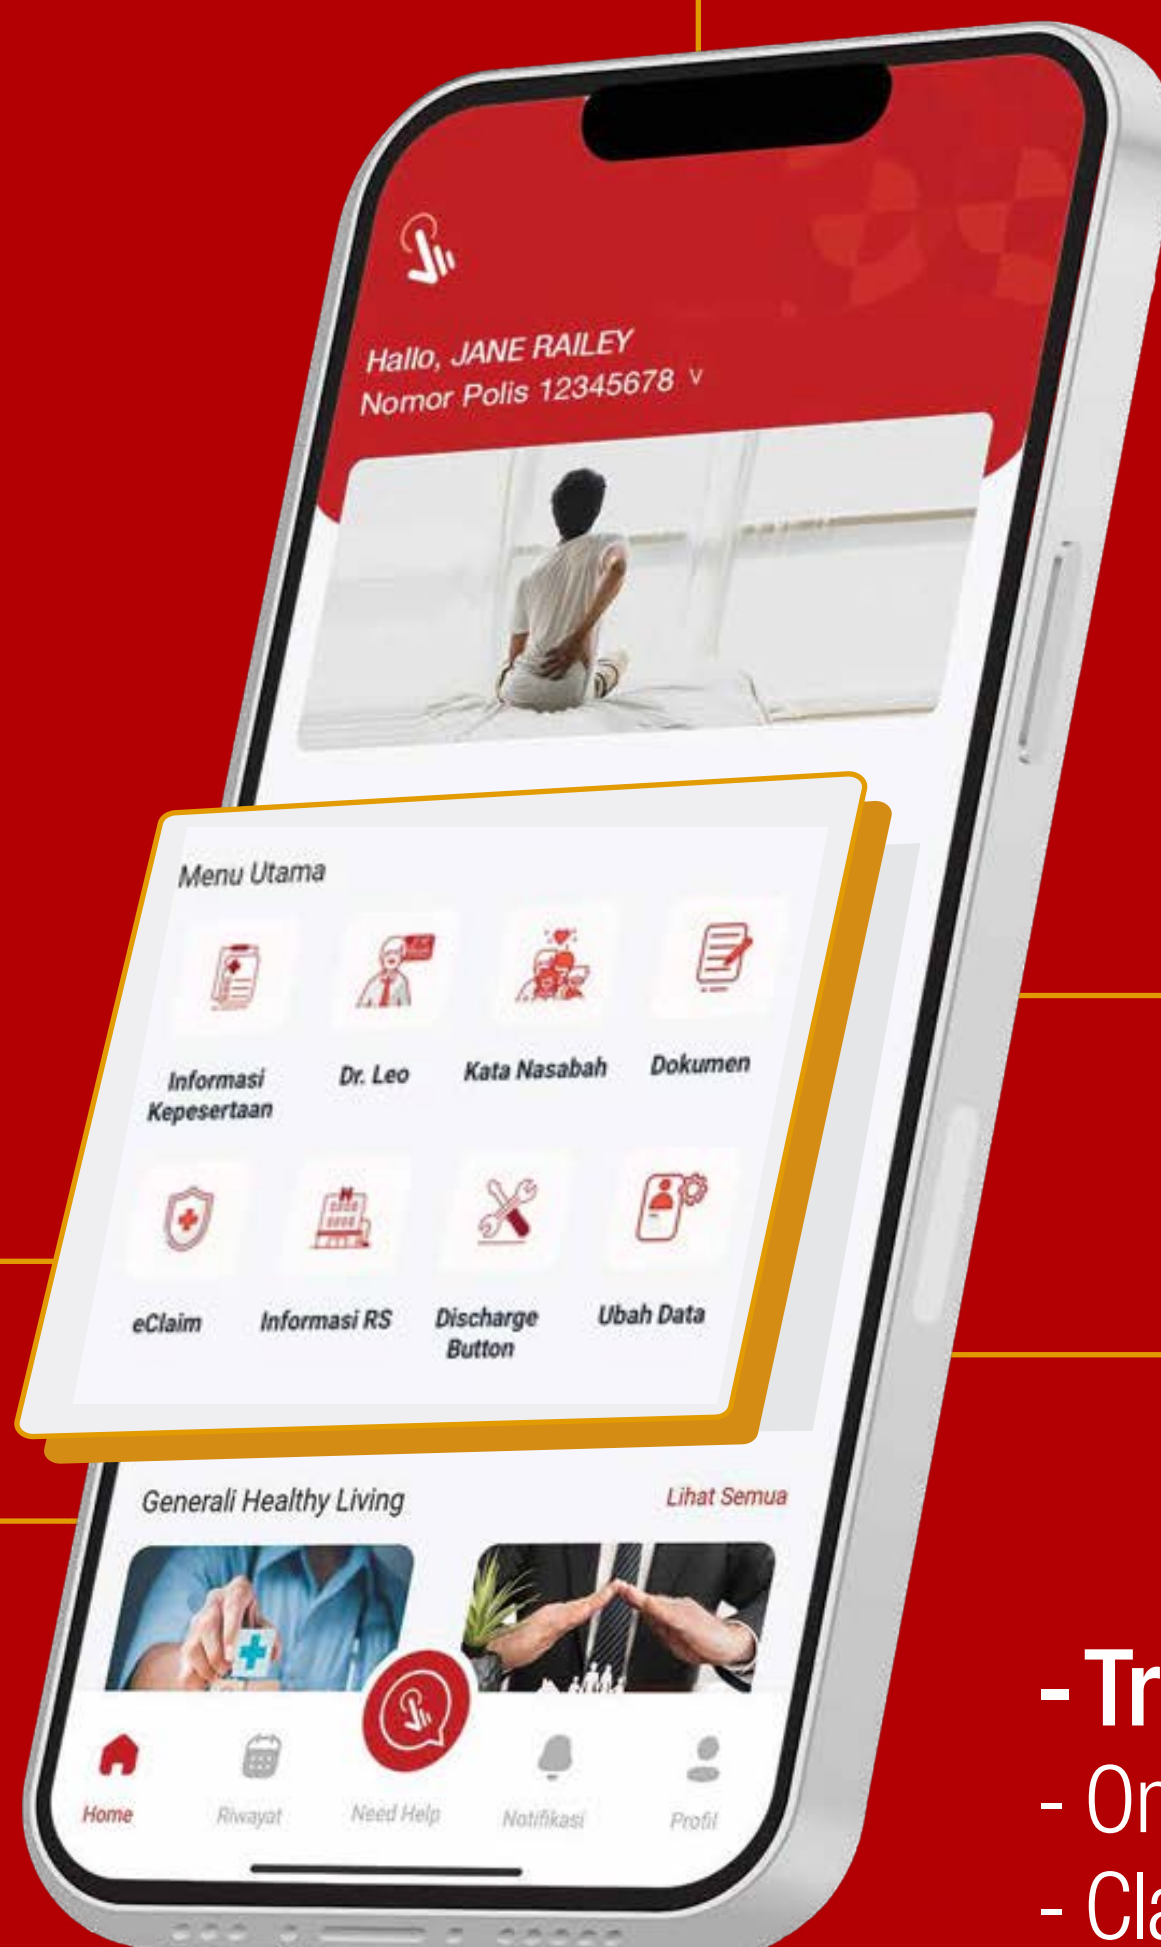 Hallo, JANE RAILEY
Nomor Polis 12345678 v
Menu Utama
Informasi Kepesertaan
Dr. Leo
Kata Nasabah
Dokumen
eClaim
Informasi RS
Discharge Button
Ubah Data
Generali Healthy Living
Lihat Semua
Home
Riwayat
Need Help
Notifikasi
Profil
- Tr
- On
- Cla